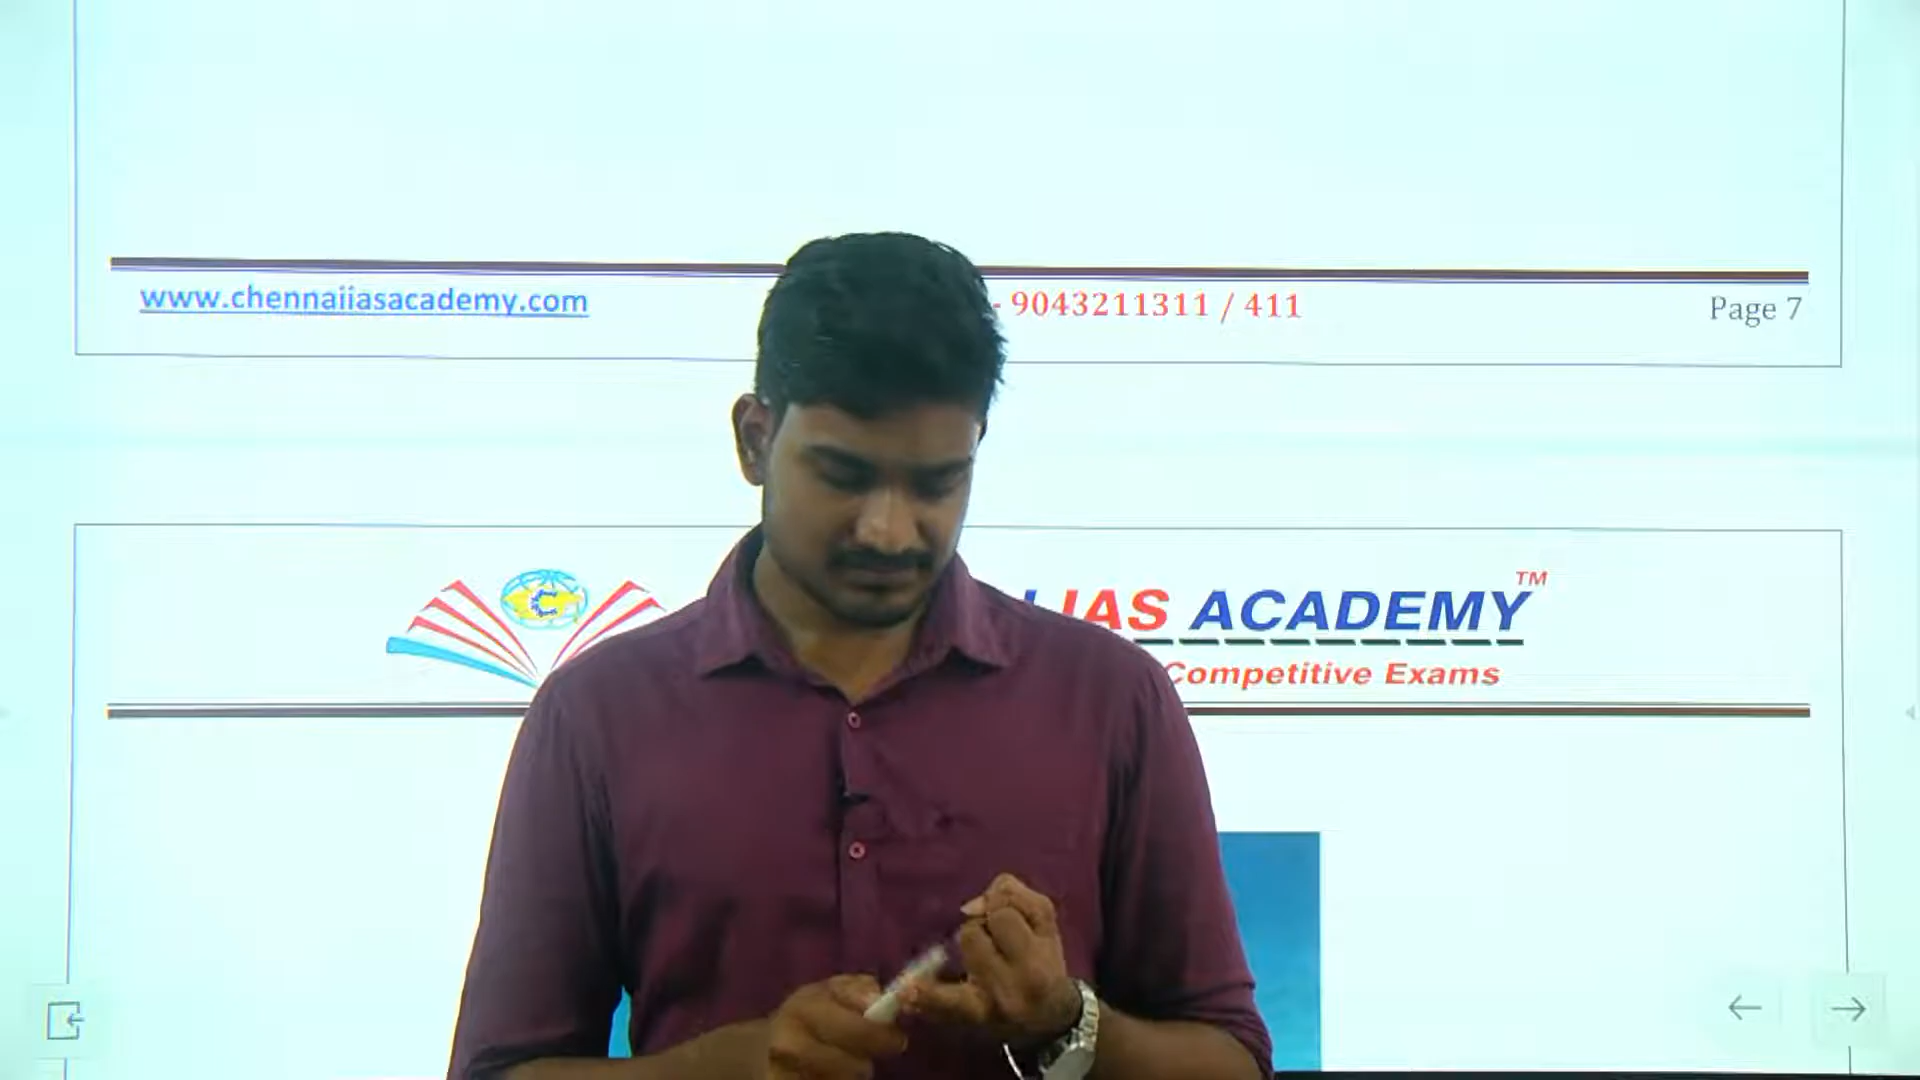 www.chennaiiasacademy.com - 9043211311 / 411 Page 7
C
IAS ACADEMY TM
Competitive Exams